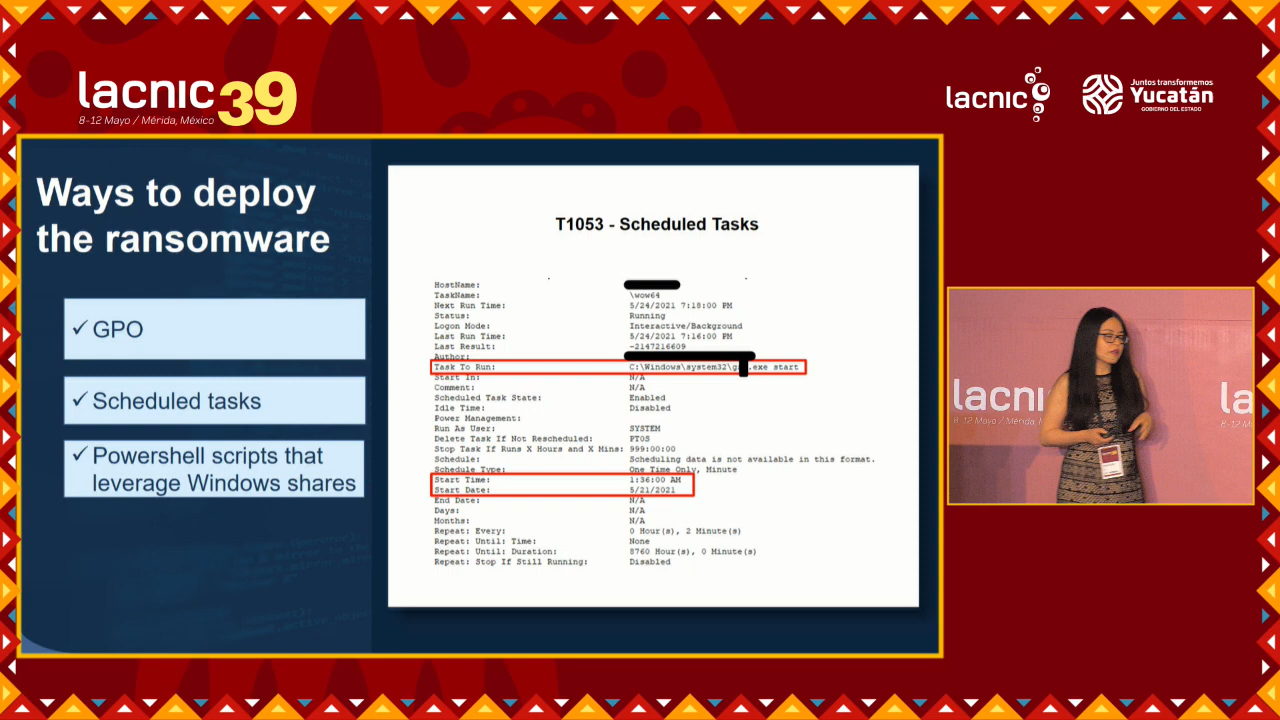 lacnic 39
8-12 Mayo / Mérida, México
lacnic
Juntos transformemos
Yucatán
GOBIERNO DEL ESTADO
Ways to deploy
the ransomware
✓ GPO
✓ Scheduled tasks
✓ Powershell scripts that
leverage Windows shares
T1053 - Scheduled Tasks
HostName:
TaskName: \wow64
Next Run Time: 5/24/2021 7:18:00 PM
Status: Running
Logon Mode: Interactive/Background
Last Run Time: 5/24/2021 7:16:00 PM
Last Result: -2147216609
Author:
Task To Run: C:\Windows\system32\g .exe start
Start In: N/A
Comment: N/A
Scheduled Task State: Enabled
Idle Time: Disabled
Power Management:
Run As User: SYSTEM
Delete Task If Not Rescheduled: PT0S
Stop Task If Runs X Hours and X Mins: 999:00:00
Schedule: Scheduling data is not available in this format.
Schedule Type: One Time Only, Minute
Start Time: 1:36:00 AM
Start Date: 5/21/2021
End Date: N/A
Days: N/A
Months: N/A
Repeat: Every: 0 Hour(s), 2 Minute(s)
Repeat: Until: Time: None
Repeat: Until: Duration: 8760 Hour(s), 0 Minute(s)
Repeat: Stop If Still Running: Disabled
lacni
8-12 Mayo / Mérida,
la
8-12 M